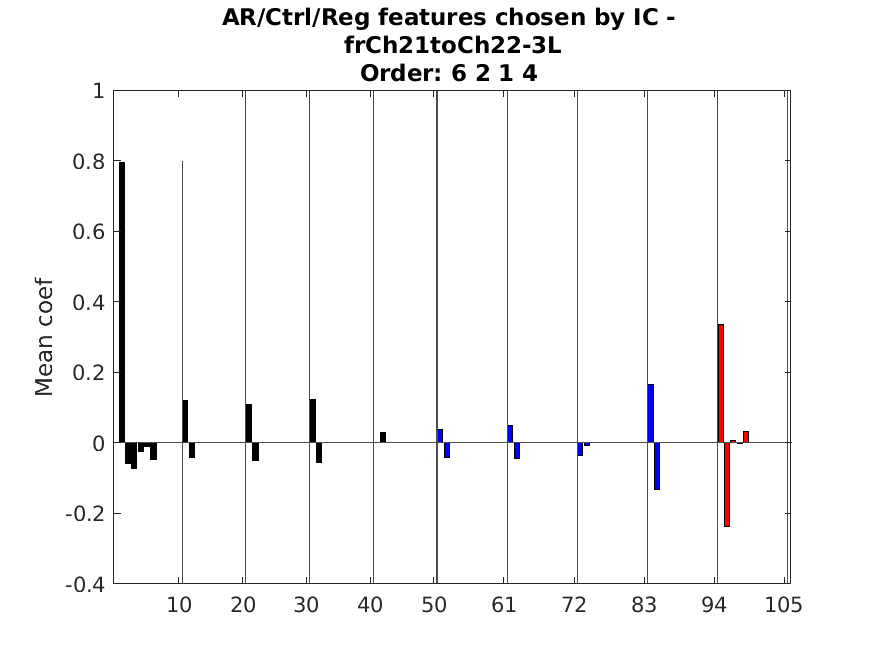 AR/Ctrl/Reg features chosen by IC -
frCh21toCh22-3L
Order: 6 2 1 4
Mean coef
1
0.8
0.6
0.4
0.2
0
-0.2
-0.4
10 20 30 40 50 61 72 83 94 105